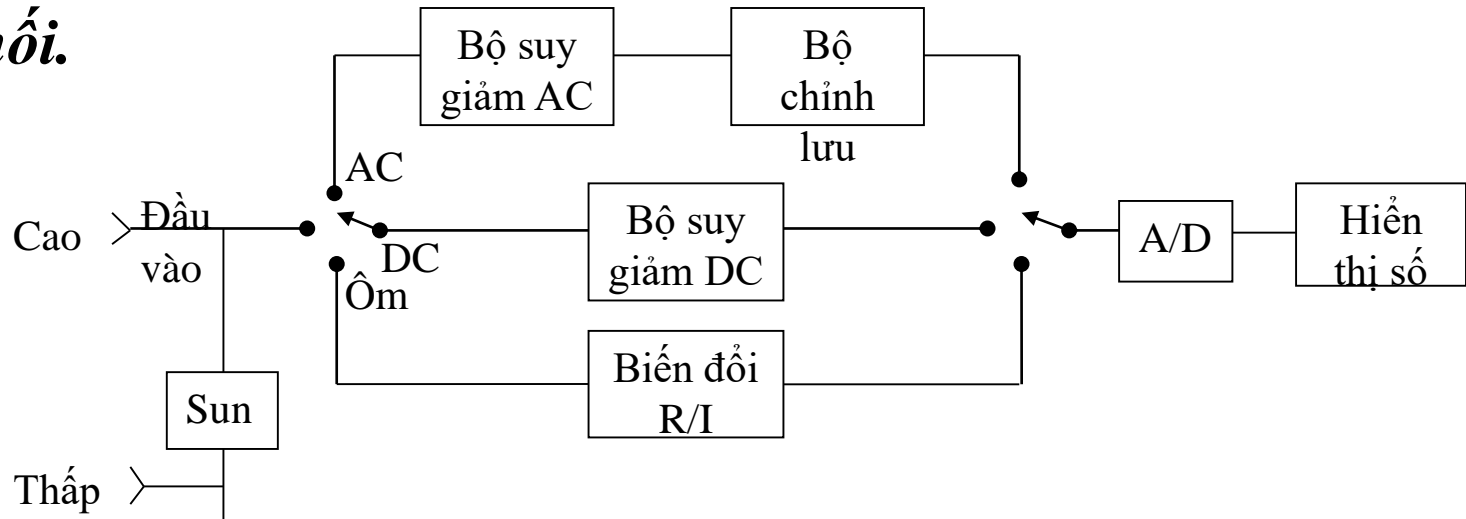 ối.
Bộ suy
giảm AC
Bộ
chỉnh
lưu
AC
Cao
Đầu
vào
DC
Ôm
Bộ suy
giảm DC
A/D
Hiển
thị số
Biến đổi
R/I
Sun
Thấp